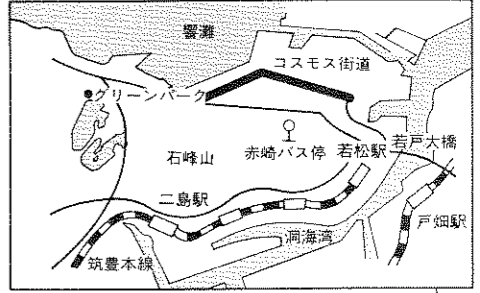 響灘
コスモス街道
グリーンパーク
石峰山
赤崎バス停
若松駅
若戸大橋
二島駅
戸畑駅
洞海湾
筑豊本線